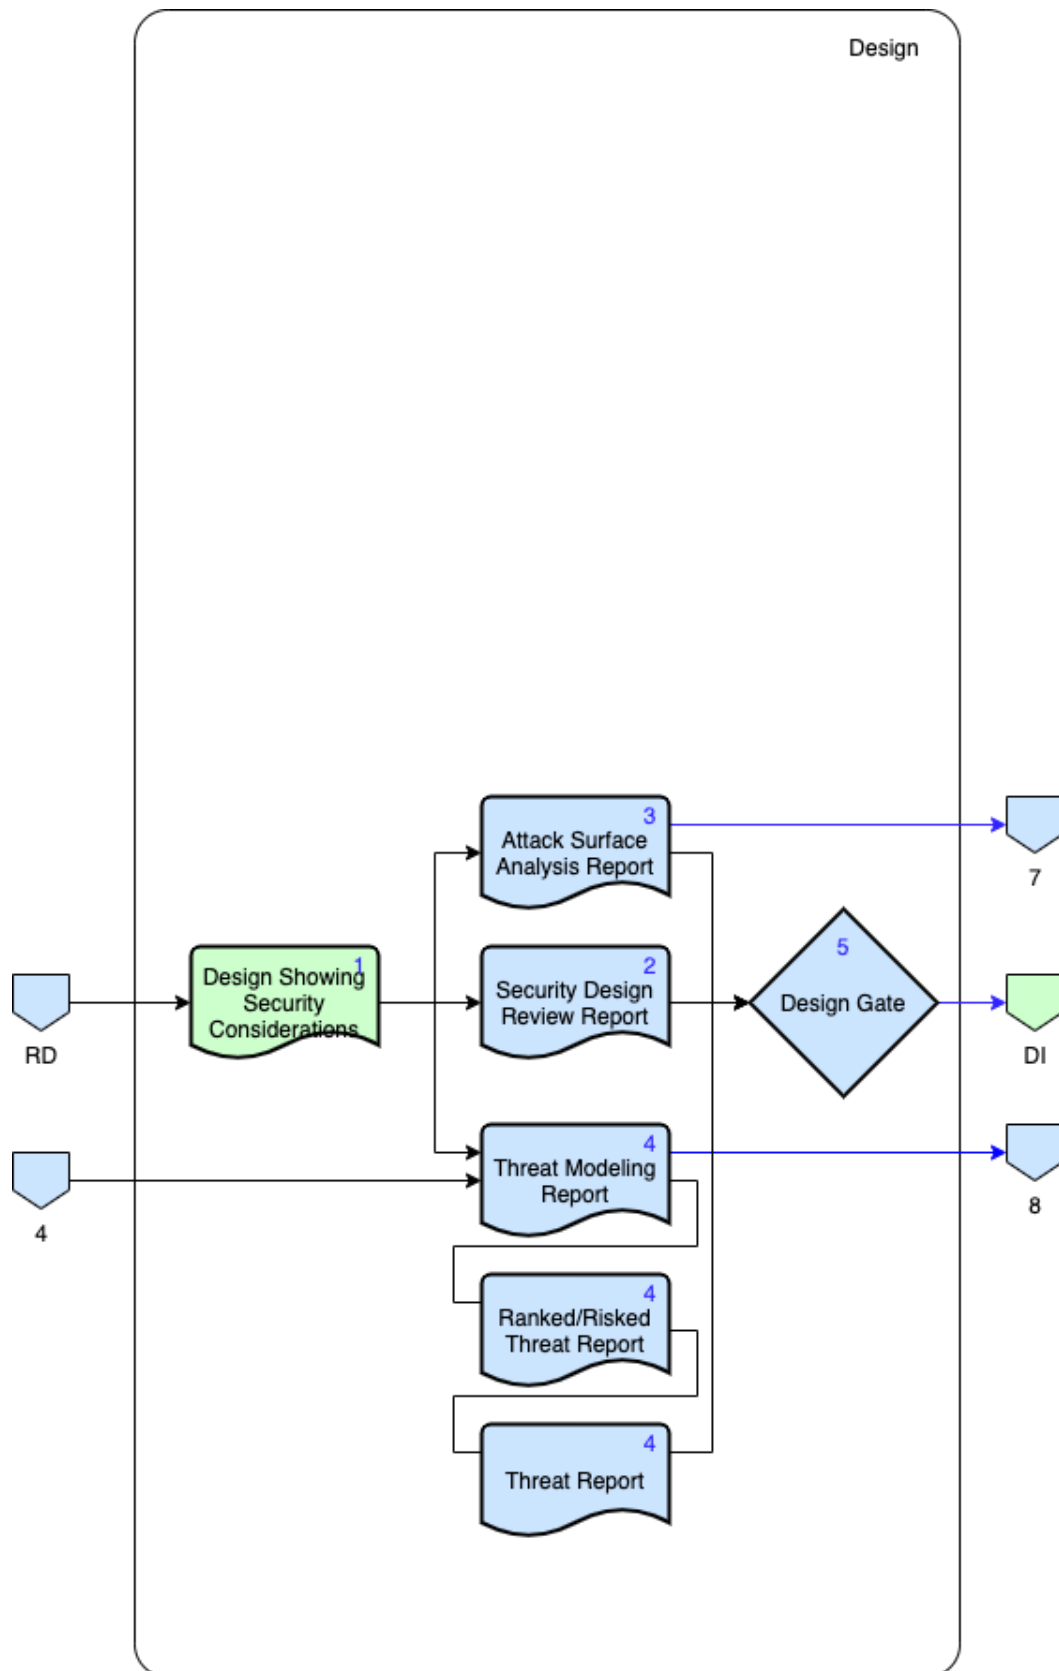 Design
3
Attack Surface
Analysis Report
7
1
Design Showing
Security
Considerations
2
Security Design
Review Report
5
Design Gate
RD
DI
4
Threat Modeling
Report
4
8
4
Ranked/Risked
Threat Report
4
Threat Report